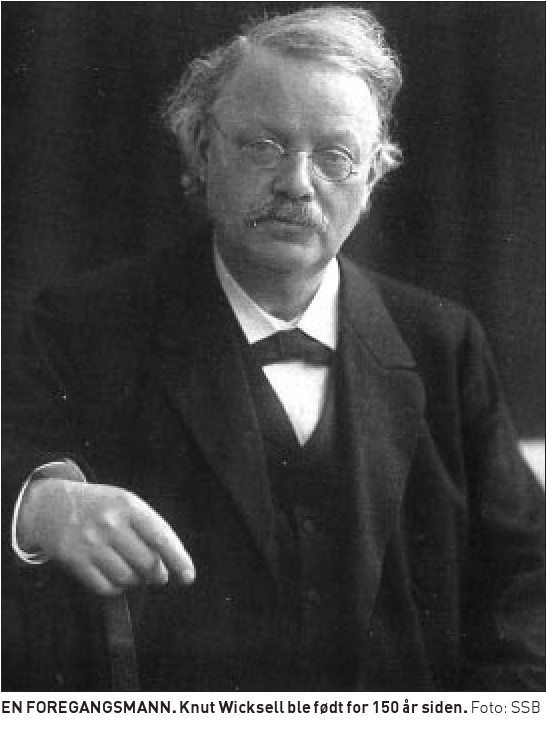 EN FOREGANGSMANN. Knut Wicksell ble født for 150 år siden. Foto: SSB